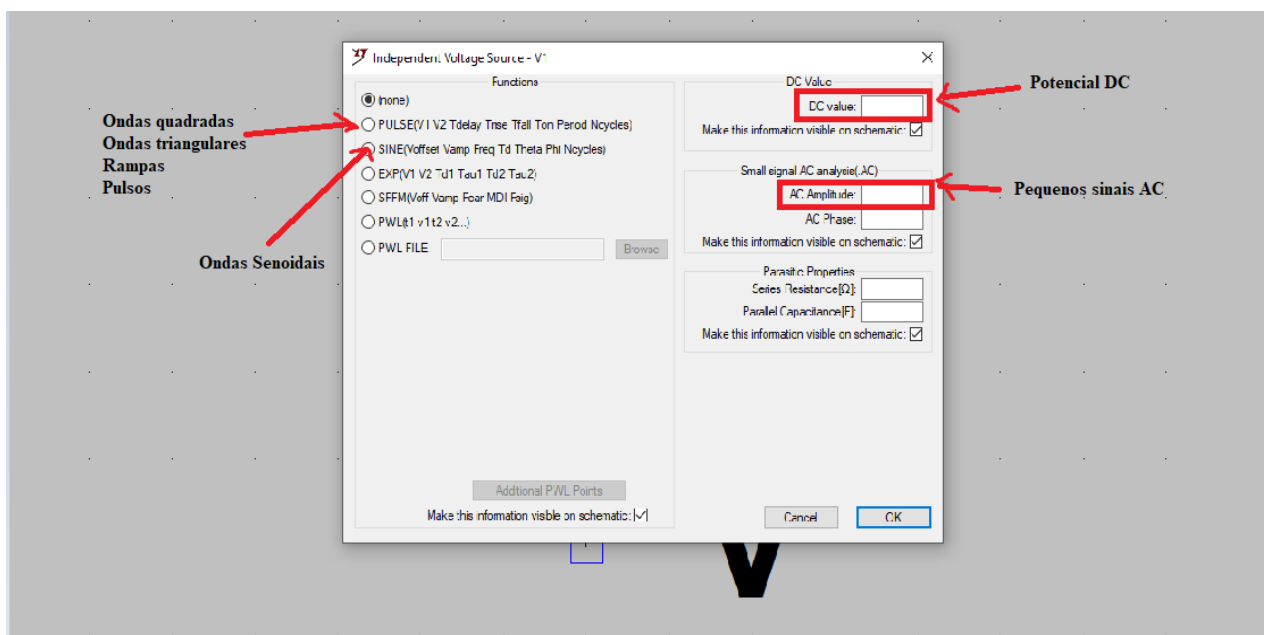 Independent Voltage Source - V1
Functions
(none)
PULSE(V1 V2 Tdelay Trise Tfall Ton Period Ncycles)
SINE(Voffset Vamp Freq Td Theta Phi Ncycles)
EXP(V1 V2 Td1 Tau1 Td2 Tau2)
SFFM(Voff Vamp Fcar MDI Fsig)
PWL(t1 v1 t2 v2...)
PWL FILE:
Browse
Additional PWL Points
Make this information visible on schematic:
DC Value
DC value:
Make this information visible on schematic:
Small signal AC analysis(.AC)
AC Amplitude:
AC Phase:
Make this information visible on schematic:
Parasitic Properties
Series Resistance[Ω]:
Parallel Capacitance[F]:
Make this information visible on schematic:
Cancel
OK
Ondas quadradas
Ondas triangulares
Rampas
Pulsos
Ondas Senoidais
Potencial DC
Pequenos sinais AC
V